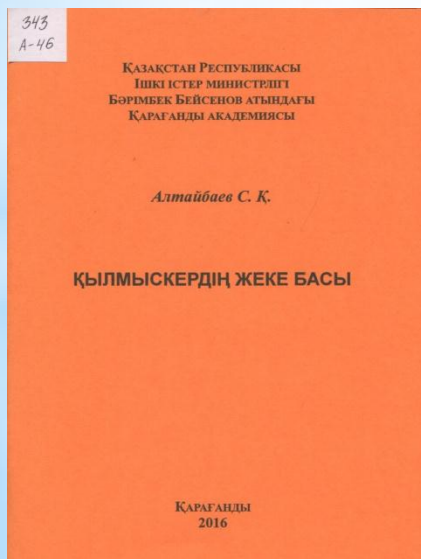 343
А-46
ҚАЗАҚСТАН РЕСПУБЛИКАСЫ
ІШКІ ІСТЕР МИНИСТРЛІГІ
БӘРІМБЕК БЕЙСЕНОВ АТЫНДАҒЫ
ҚАРАҒАНДЫ АКАДЕМИЯСЫ
Алтайбаев С. Қ.
ҚЫЛМЫСКЕРДІҢ ЖЕКЕ БАСЫ
ҚАРАҒАНДЫ
2016